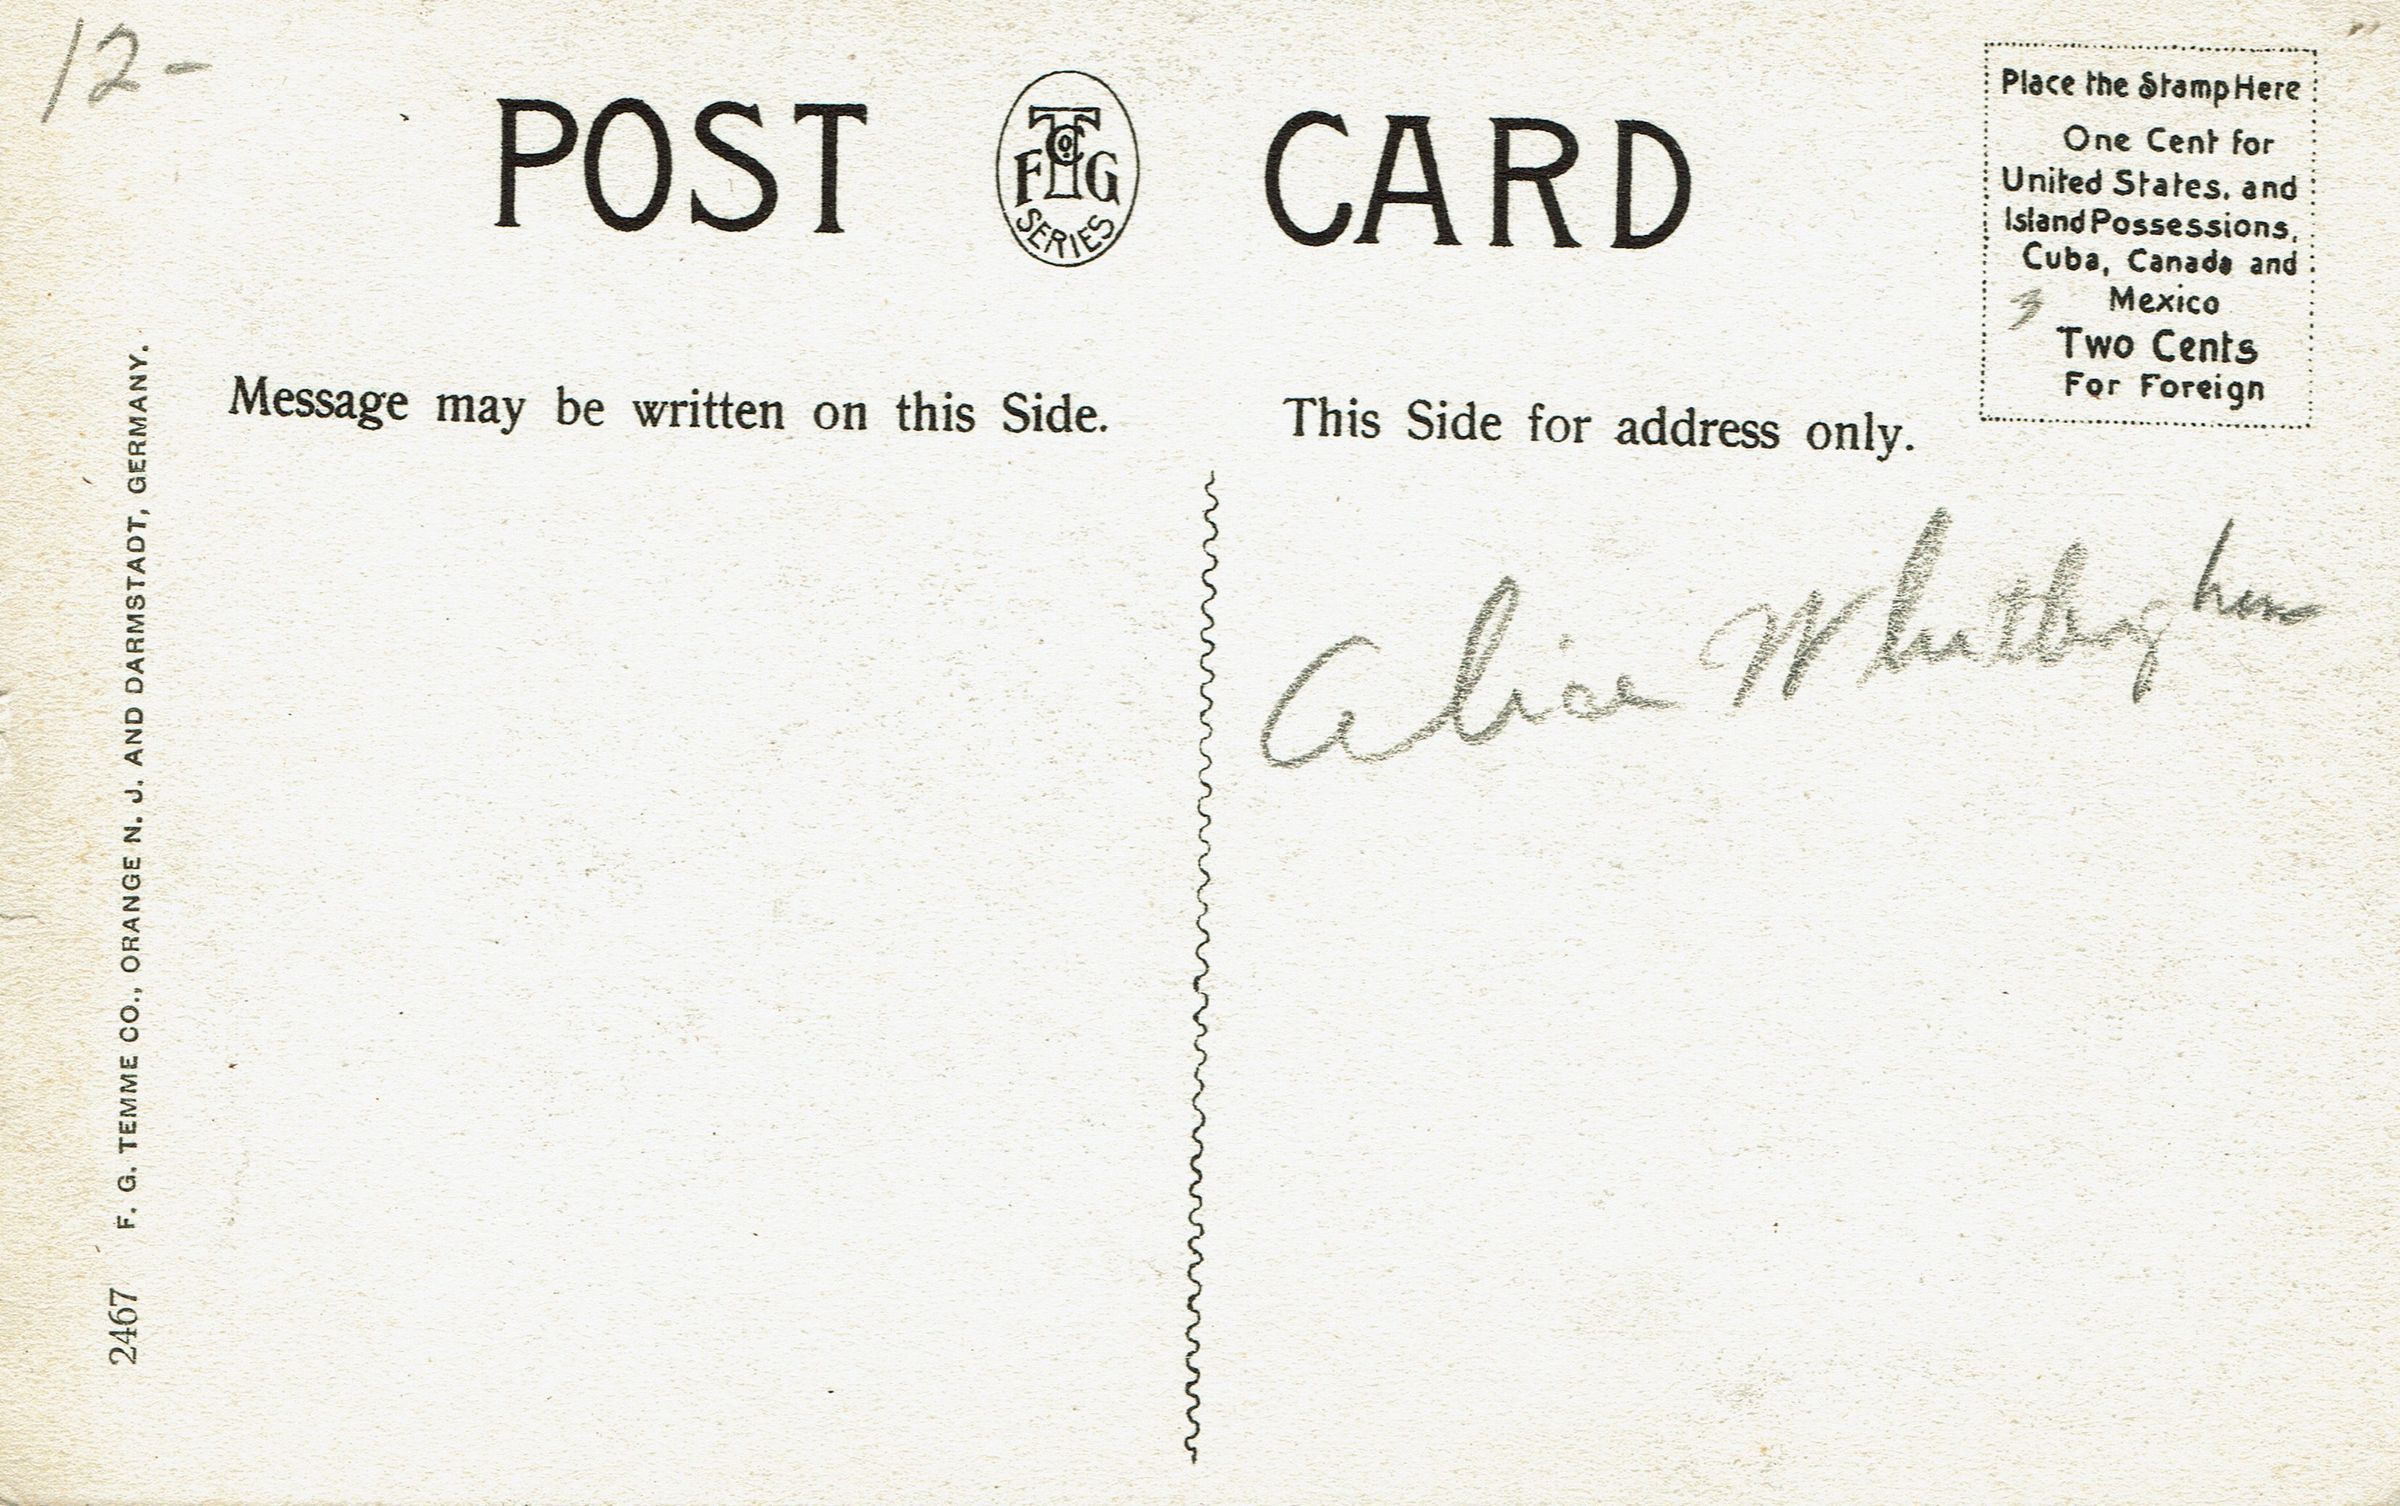 12-
POST CARD
F T Co. G
SERIES
Place the Stamp Here
One Cent for
United States, and
Island Possessions,
Cuba, Canada and
3 Mexico
Two Cents
For Foreign
Message may be written on this Side.
This Side for address only.
Alice
2467 F. G. TEMME CO., ORANGE N. J. AND DARMSTADT, GERMANY.